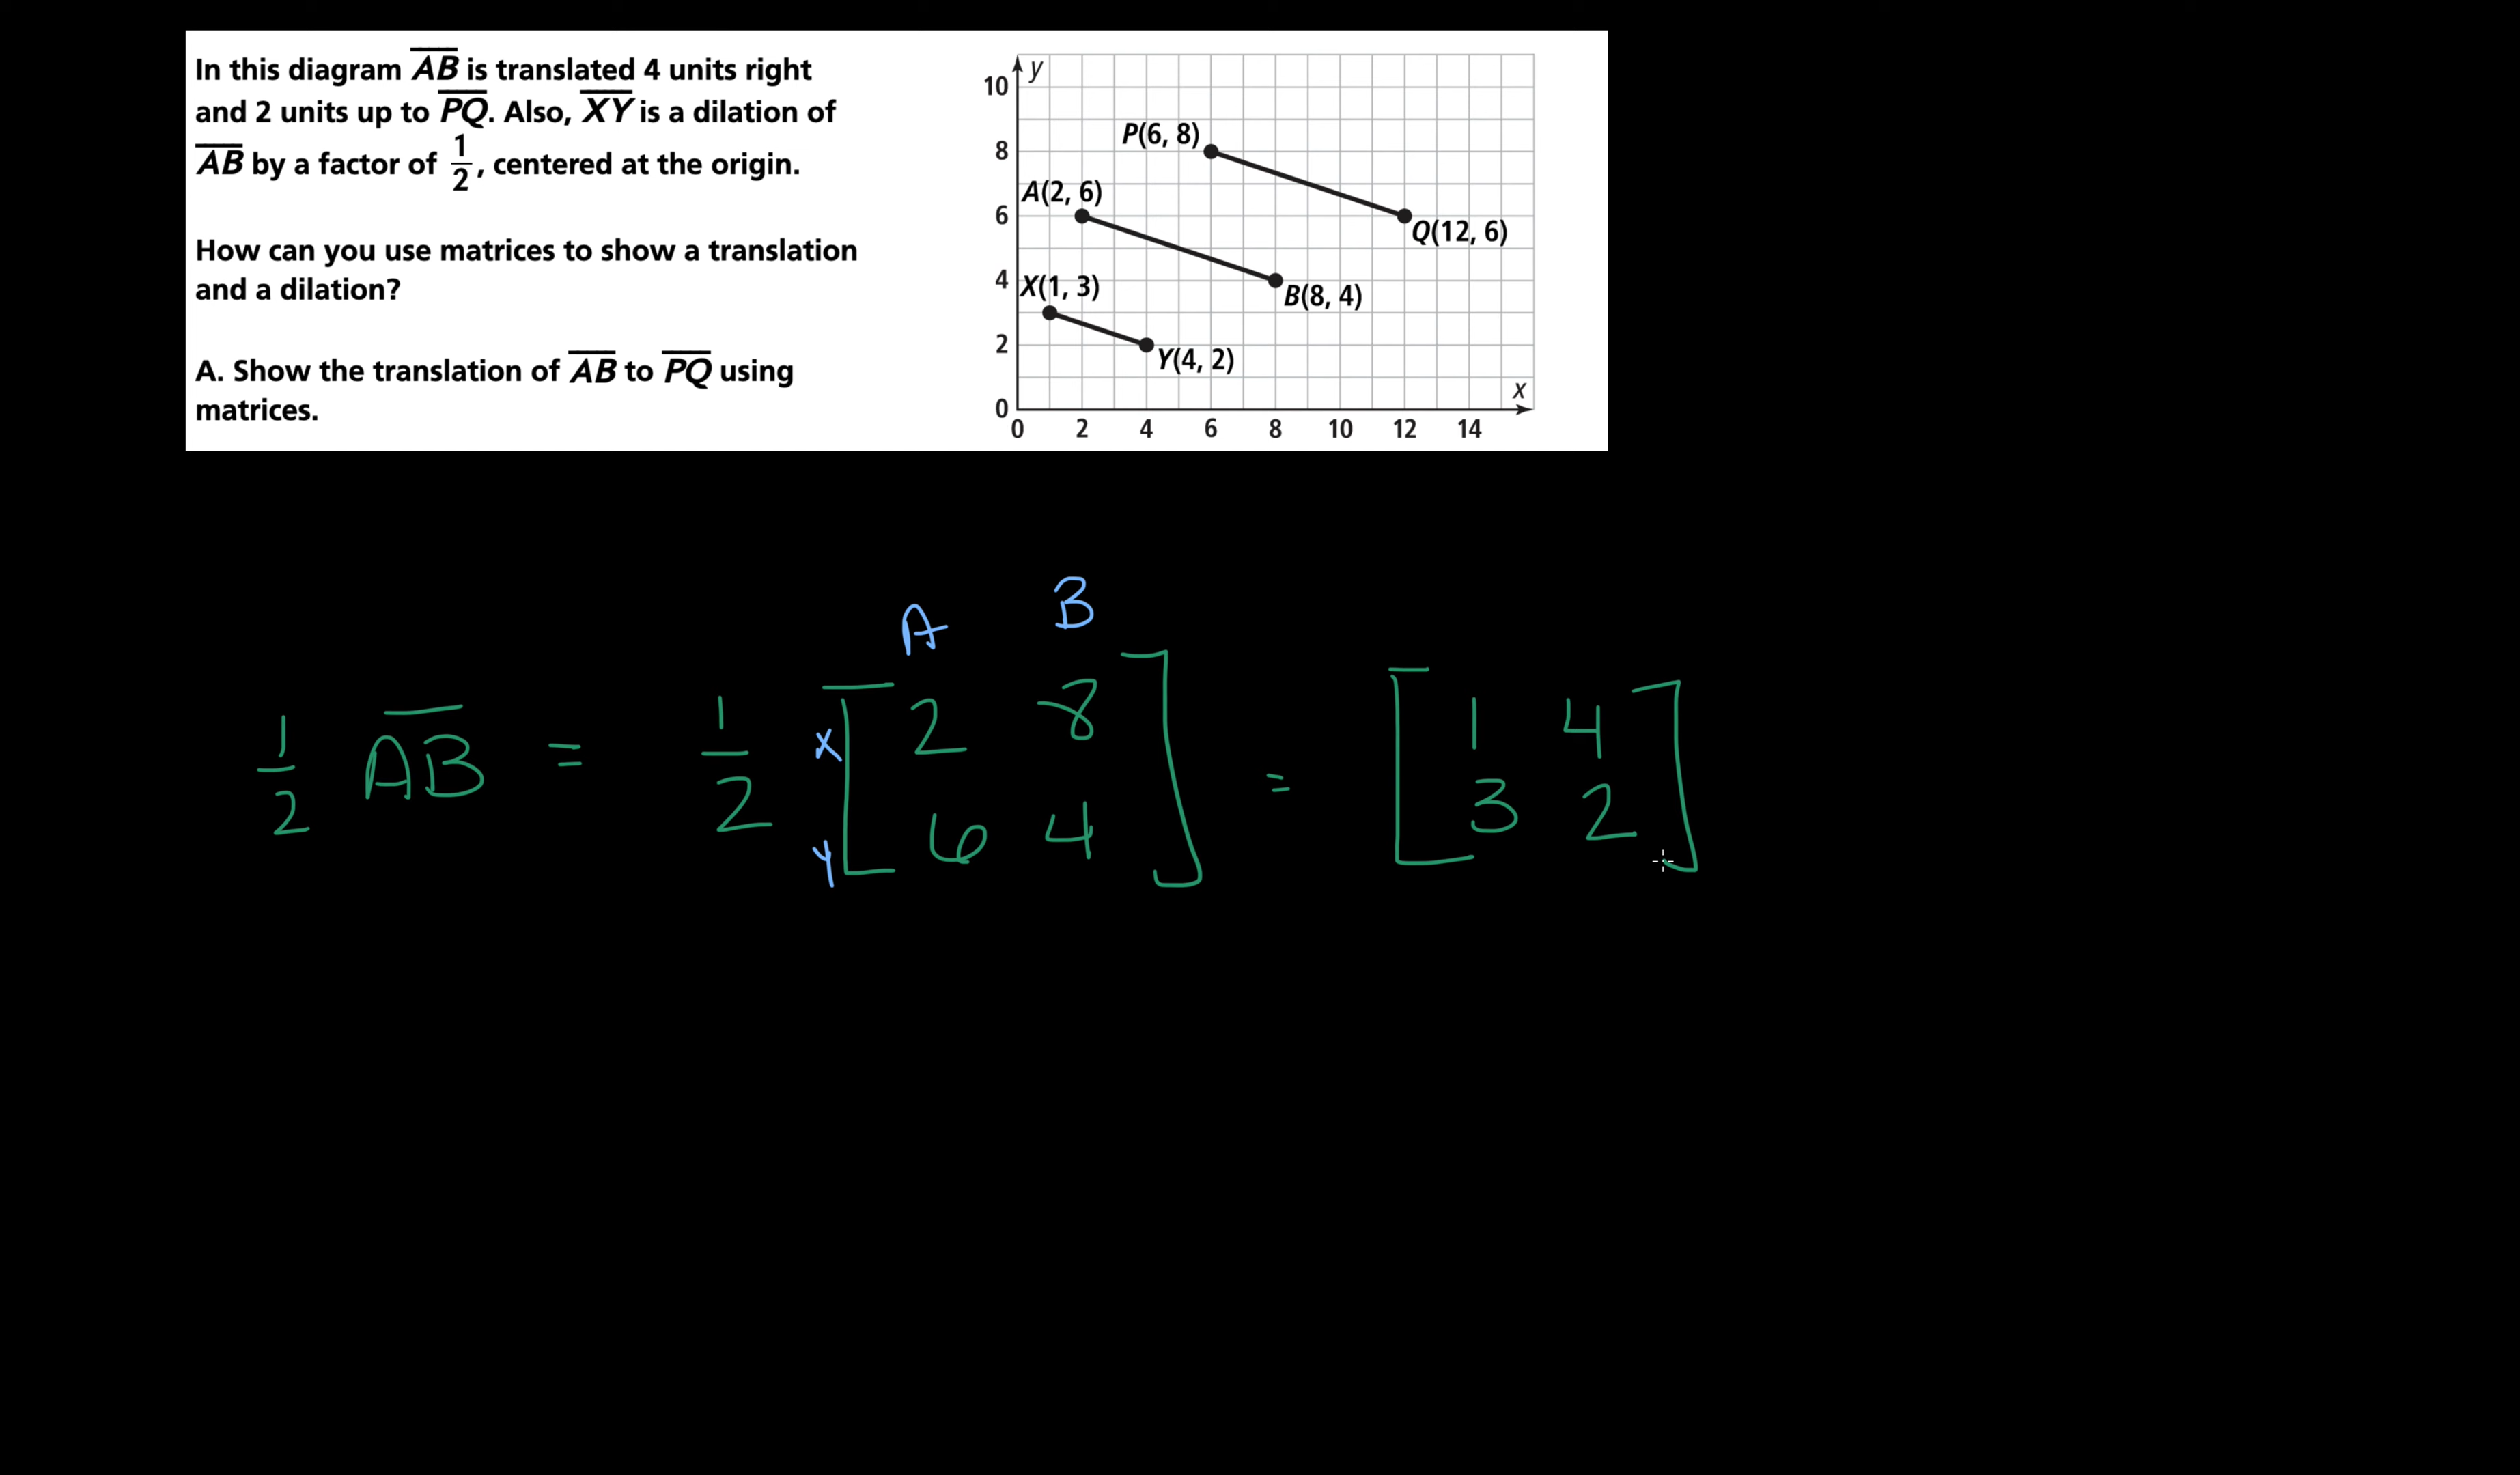 In this diagram AB is translated 4 units right
and 2 units up to PQ. Also, XY is a dilation of
AB by a factor of 1/2, centered at the origin.
How can you use matrices to show a translation
and a dilation?
A. Show the translation of AB to PQ using
matrices.
y
10
8
6
4
2
0
P(6, 8)
A(2, 6)
Q(12, 6)
X(1, 3)
B(8, 4)
Y(4, 2)
x
0 2 4 6 8 10 12 14
A B
1/2 AB = 1/2 [2 8 = [1 4
x
6 4] 3 2]
y